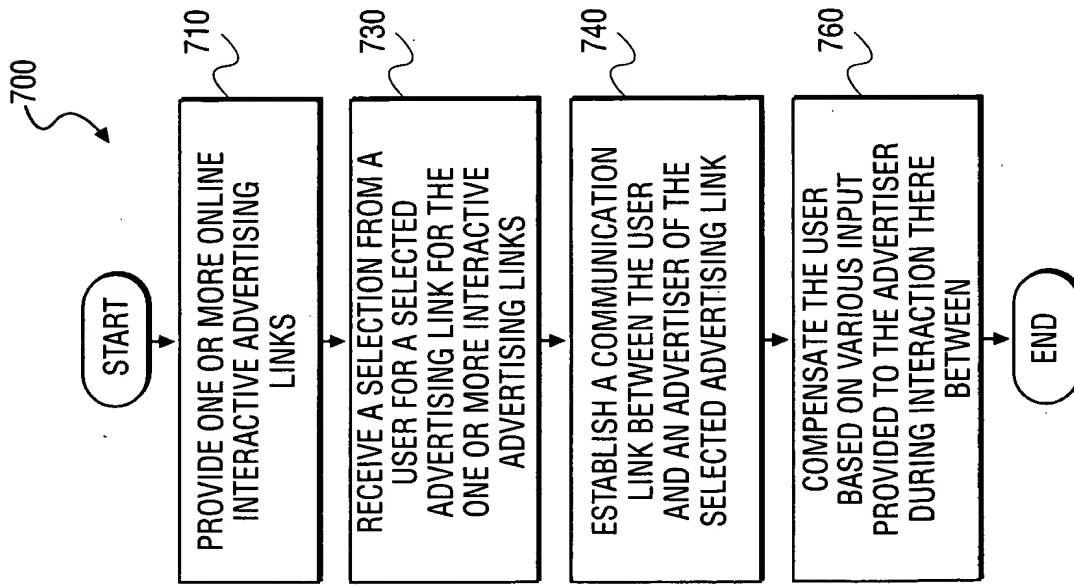 700
START
710
PROVIDE ONE OR MORE ONLINE
INTERACTIVE ADVERTISING
LINKS
730
RECEIVE A SELECTION FROM A
USER FOR A SELECTED
ADVERTISING LINK FOR THE
ONE OR MORE INTERACTIVE
ADVERTISING LINKS
740
ESTABLISH A COMMUNICATION
LINK BETWEEN THE USER
AND AN ADVERTISER OF THE
SELECTED ADVERTISING LINK
760
COMPENSATE THE USER
BASED ON VARIOUS INPUT
PROVIDED TO THE ADVERTISER
DURING INTERACTION THERE
BETWEEN
END